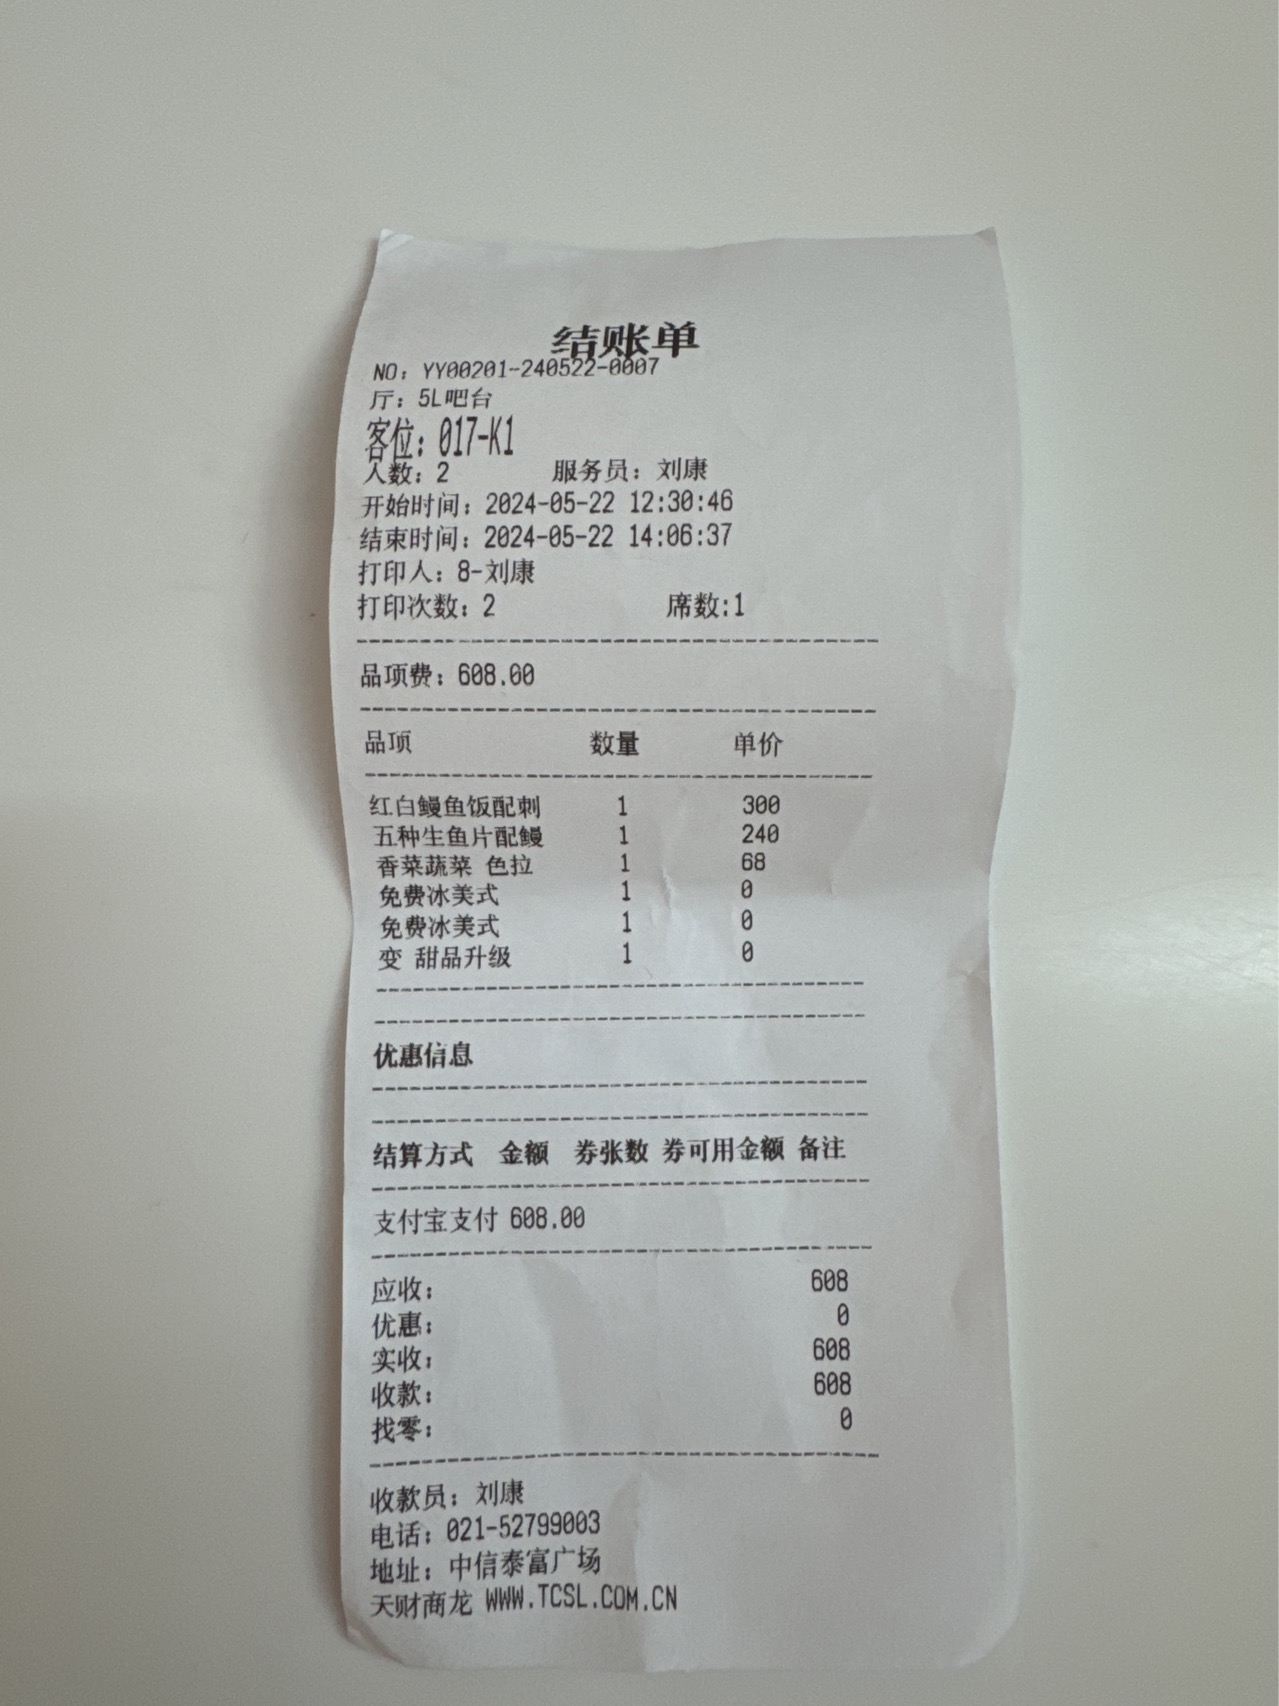 结账单
NO: YY00201-240522-0007
厅: 5L吧台
客位: 017-K1
人数: 2 服务员: 刘康
开始时间: 2024-05-22 12:30:46
结束时间: 2024-05-22 14:06:37
打印人: 8-刘康
打印次数: 2 席数:1
品项费: 608.00
品项 数量 单价
红白鳗鱼饭配刺 1 300
五种生鱼片配鳗 1 240
香菜蔬菜 色拉 1 68
免费冰美式 1 0
免费冰美式 1 0
变 甜品升级 1 0
优惠信息
结算方式 金额 券张数 券可用金额 备注
支付宝支付 608.00
应收: 608
优惠: 0
实收: 608
收款: 608
找零: 0
收款员: 刘康
电话: 021-52799003
地址: 中信泰富广场
天财商龙 WWW.TCSL.COM.CN